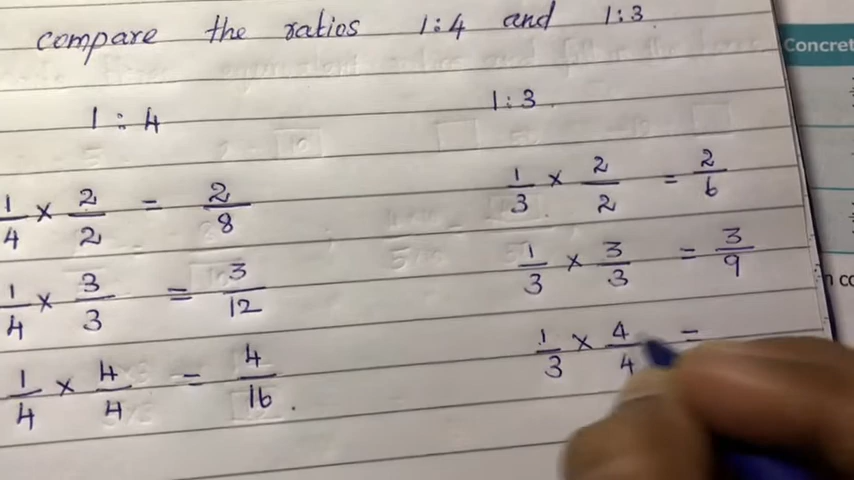 compare the ratios 1:4 and 1:3
1 : 4
1/4 × 2/2 = 2/8
1/4 × 3/3 = 3/12
1/4 × 4/4 = 4/16 .
1:3
1/3 × 2/2 = 2/6
1/3 × 3/3 = 3/9
1/3 × 4/4 =